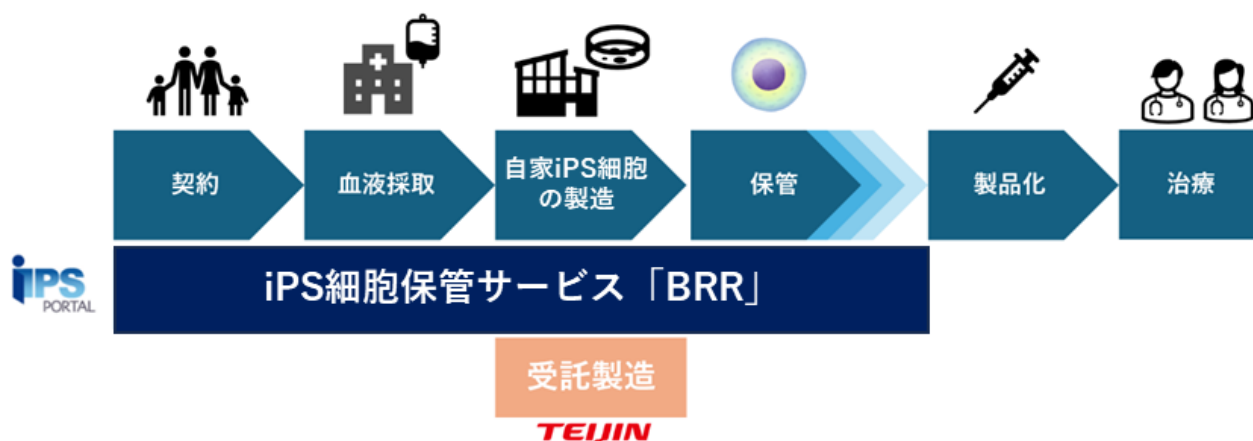 契約
血液採取
自家iPS細胞
の製造
保管
製品化
治療
iPS
PORTAL
iPS細胞保管サービス「BRR」
受託製造
TEIJIN